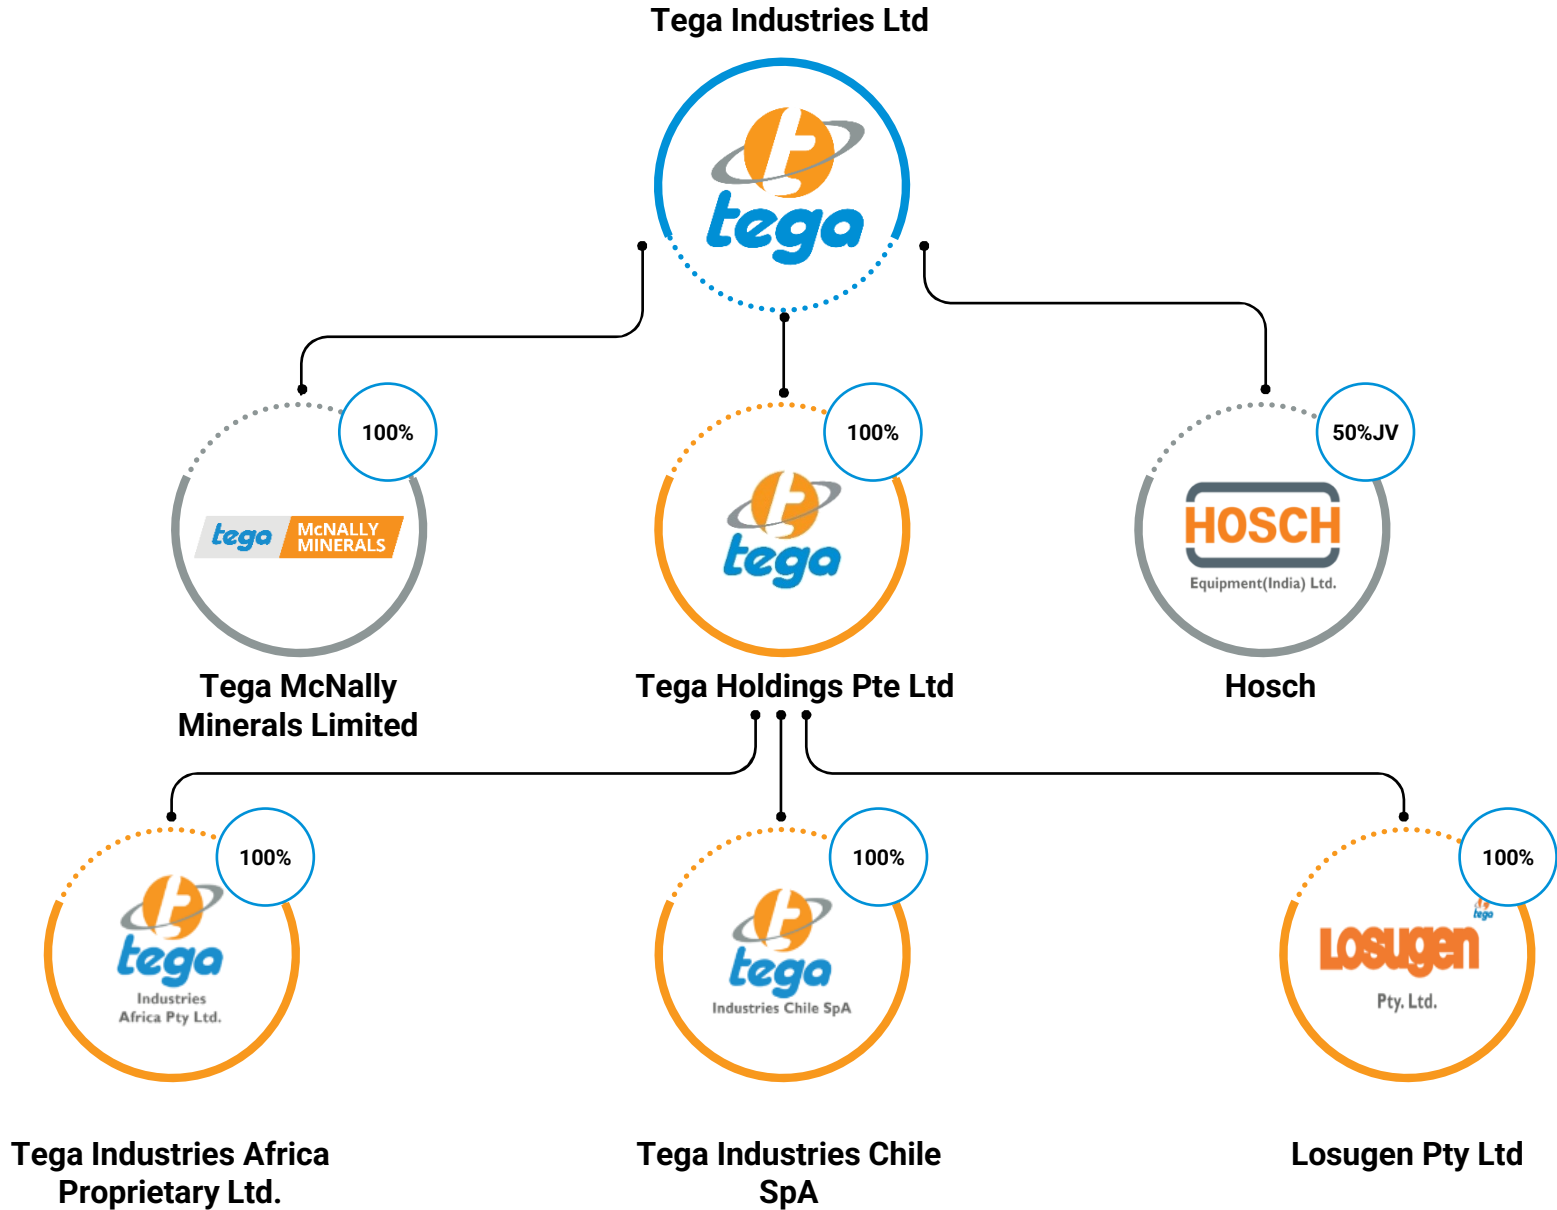 Tega Industries Ltd
tega
100%
100%
50%JV
tega McNALLY
MINERALS
tega
HOSCH
Equipment(India) Ltd.
Tega McNally
Minerals Limited
Tega Holdings Pte Ltd
Hosch
100%
100%
100%
tega
Industries
Africa Pty Ltd.
tega
Industries Chile SpA
tega
Losugen
Pty. Ltd.
Tega Industries Africa
Proprietary Ltd.
Tega Industries Chile
SpA
Losugen Pty Ltd